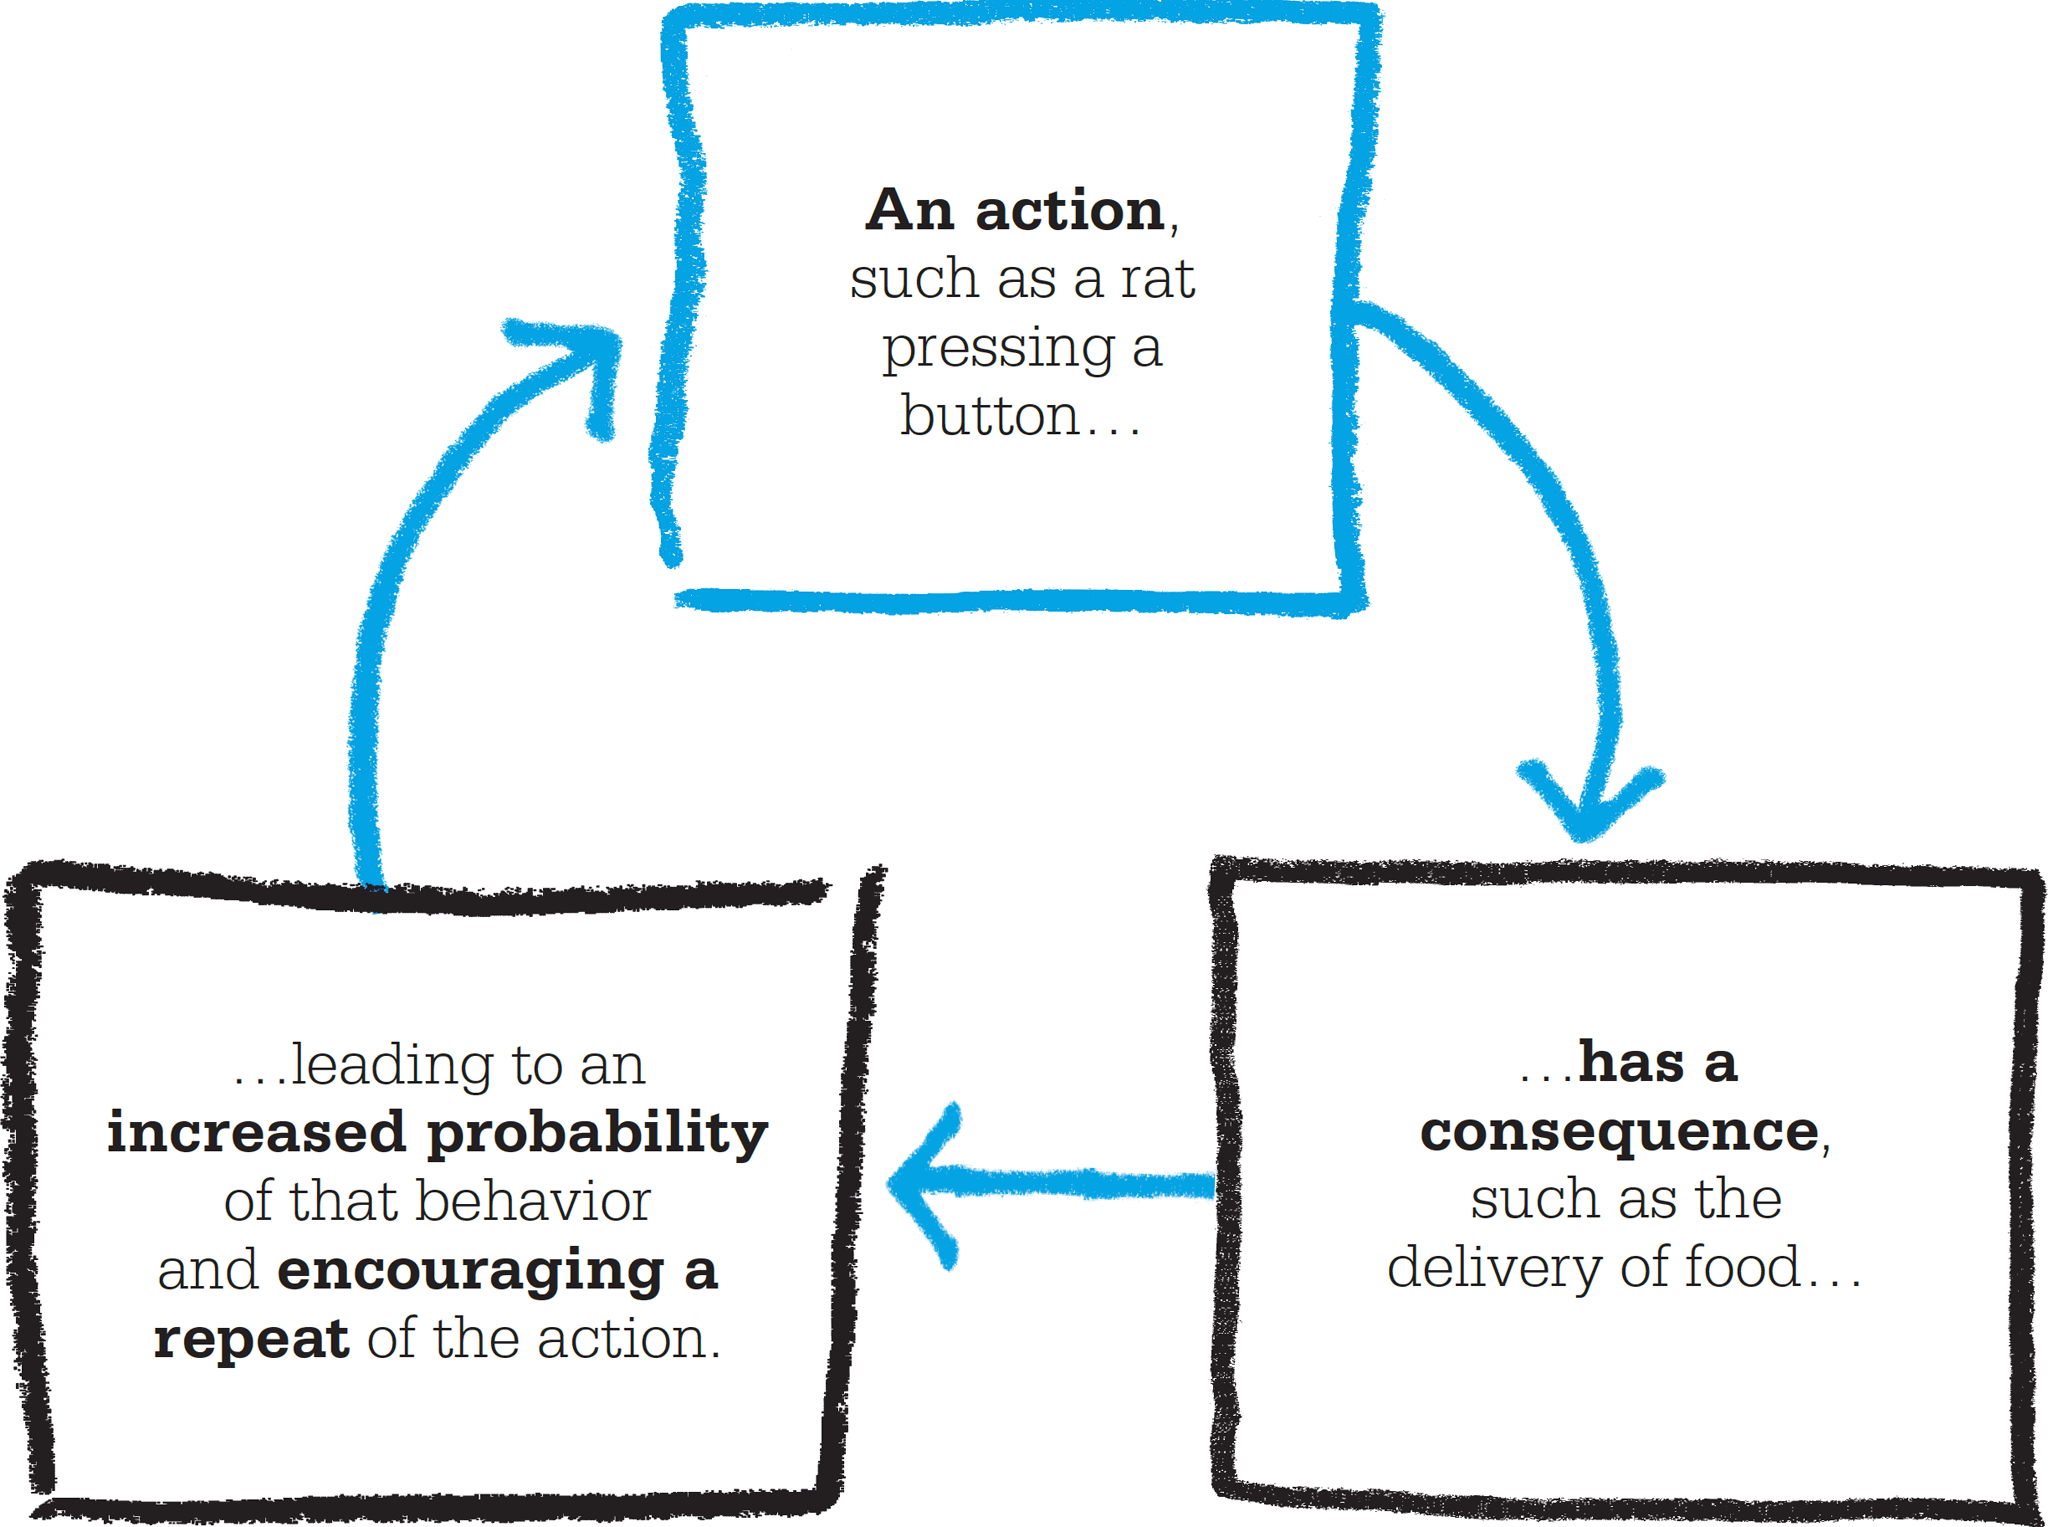 An action,
such as a rat
pressing a
button…
…has a
consequence,
such as the
delivery of food…
…leading to an
increased probability
of that behavior
and encouraging a
repeat of the action.